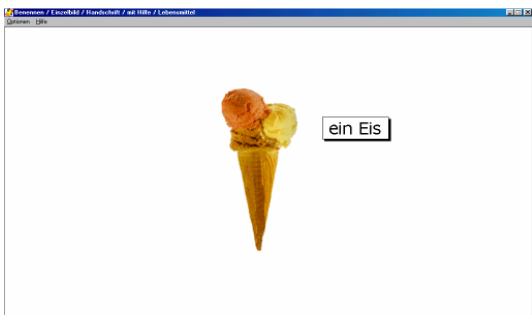 Benennen / Einzelbild / Handschrift / mit Hilfe / Lebensmittel
Optionen Hilfe
ein Eis